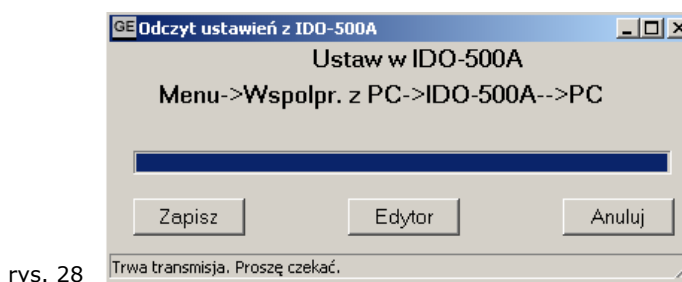 GE Odczyt ustawień z IDO-500A
Ustaw w IDO-500A
Menu->Wspolpr. z PC->IDO-500A-->PC
Zapisz Edytor Anuluj
Trwa transmisja. Proszę czekać.
rys. 28